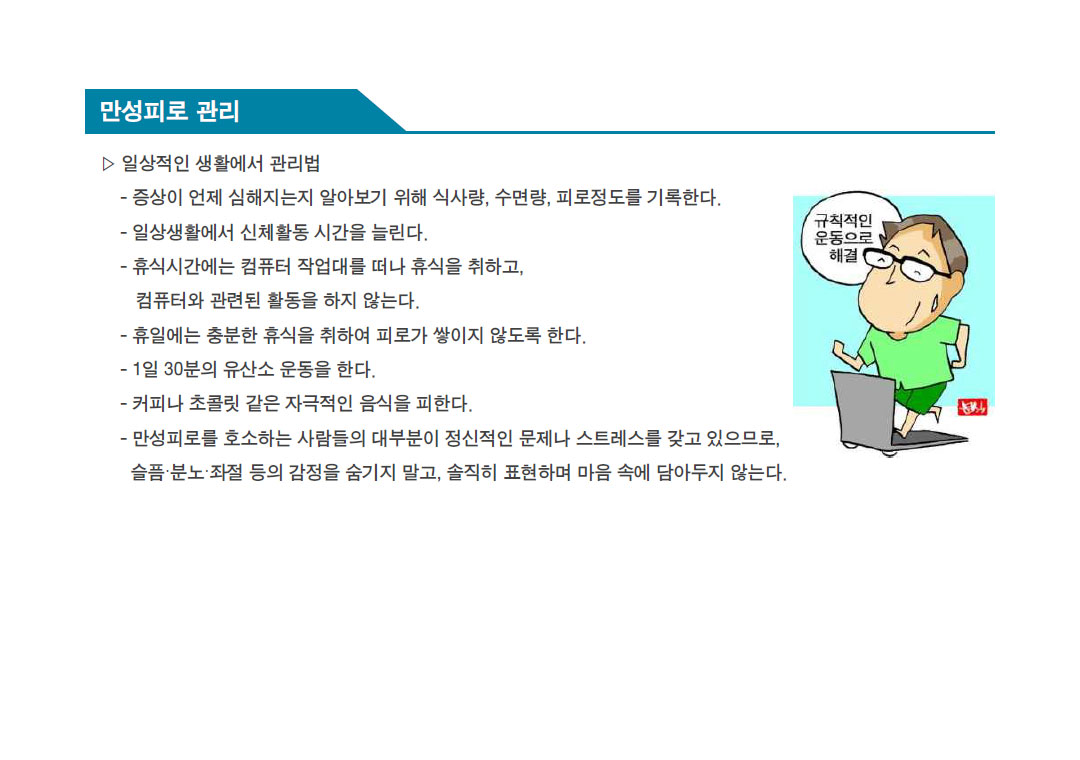 만성피로 관리
▷ 일상적인 생활에서 관리법
- 증상이 언제 심해지는지 알아보기 위해 식사량, 수면량, 피로정도를 기록한다.
- 일상생활에서 신체활동 시간을 늘린다.
- 휴식시간에는 컴퓨터 작업대를 떠나 휴식을 취하고,
컴퓨터와 관련된 활동을 하지 않는다.
- 휴일에는 충분한 휴식을 취하여 피로가 쌓이지 않도록 한다.
- 1일 30분의 유산소 운동을 한다.
- 커피나 초콜릿 같은 자극적인 음식을 피한다.
- 만성피로를 호소하는 사람들의 대부분이 정신적인 문제나 스트레스를 갖고 있으므로,
슬픔·분노·좌절 등의 감정을 숨기지 말고, 솔직히 표현하며 마음 속에 담아두지 않는다.
규칙적인
운동으로
해결